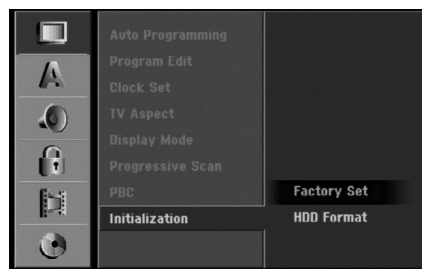 Auto Programming
Program Edit
Clock Set
TV Aspect
Display Mode
Progressive Scan
PBC
Factory Set
Initialization
HDD Format
A